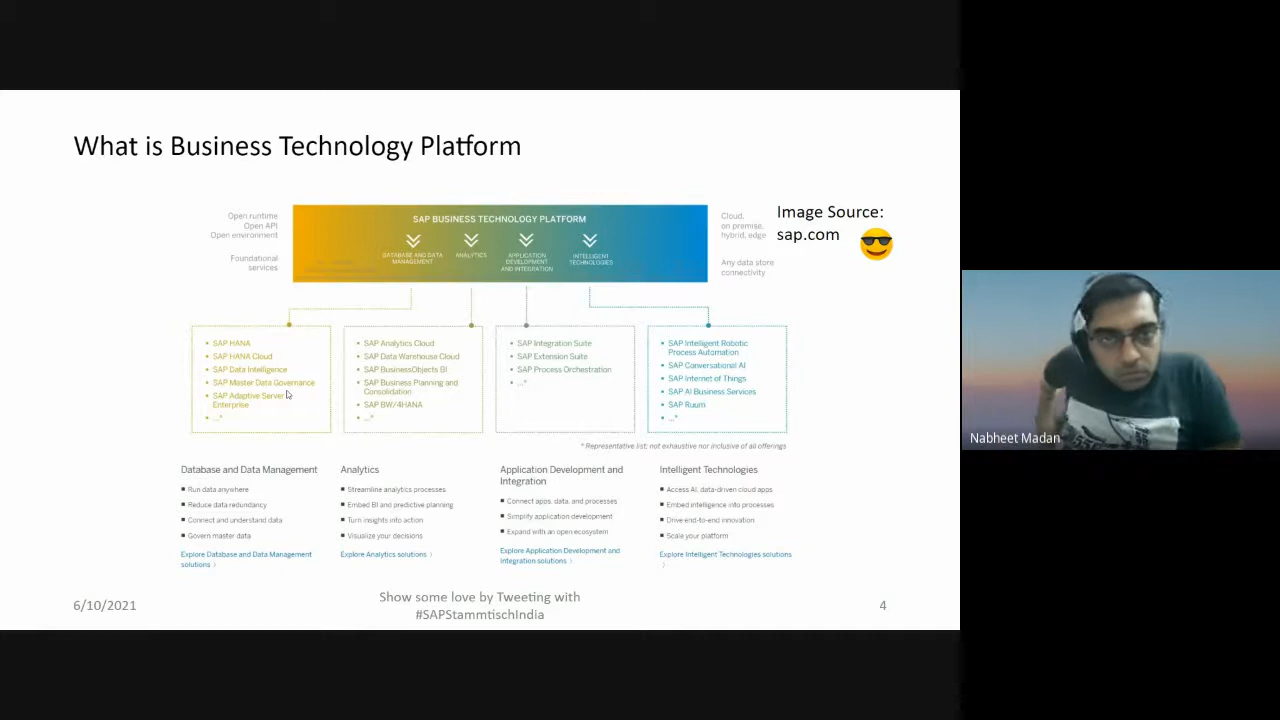 What is Business Technology Platform
Open runtime
Open API
Open environment
Foundational
services
SAP BUSINESS TECHNOLOGY PLATFORM
DATABASE AND DATA
MANAGEMENT
ANALYTICS
APPLICATION
DEVELOPMENT
AND INTEGRATION
INTELLIGENT
TECHNOLOGIES
Cloud,
on premise,
hybrid, edge
Any data store
connectivity
Image Source:
sap.com
• SAP HANA
• SAP HANA Cloud
• SAP Data Intelligence
• SAP Master Data Governance
• SAP Adaptive Server
Enterprise
• ...*
• SAP Analytics Cloud
• SAP Data Warehouse Cloud
• SAP BusinessObjects BI
• SAP Business Planning and
Consolidation
• SAP BW/4HANA
• ...*
• SAP Integration Suite
• SAP Extension Suite
• SAP Process Orchestration
• ...*
• SAP Intelligent Robotic
Process Automation
• SAP Conversational AI
• SAP Internet of Things
• SAP AI Business Services
• SAP Ruum
• ...*
* Representative list; not exhaustive nor inclusive of all offerings
Database and Data Management
■ Run data anywhere
■ Reduce data redundancy
■ Connect and understand data
■ Govern master data
Explore Database and Data Management
solutions 〉
Analytics
■ Streamline analytics processes
■ Embed BI and predictive planning
■ Turn insights into action
■ Visualize your decisions
Explore Analytics solutions 〉
Application Development and
Integration
■ Connect apps, data, and processes
■ Simplify application development
■ Expand with an open ecosystem
Explore Application Development and
Integration solutions 〉
Intelligent Technologies
■ Access AI, data-driven cloud apps
■ Embed intelligence into processes
■ Drive end-to-end innovation
■ Scale your platform
Explore Intelligent Technologies solutions
〉
6/10/2021
Show some love by Tweeting with
#SAPStammtischIndia
4
Nabheet Madan